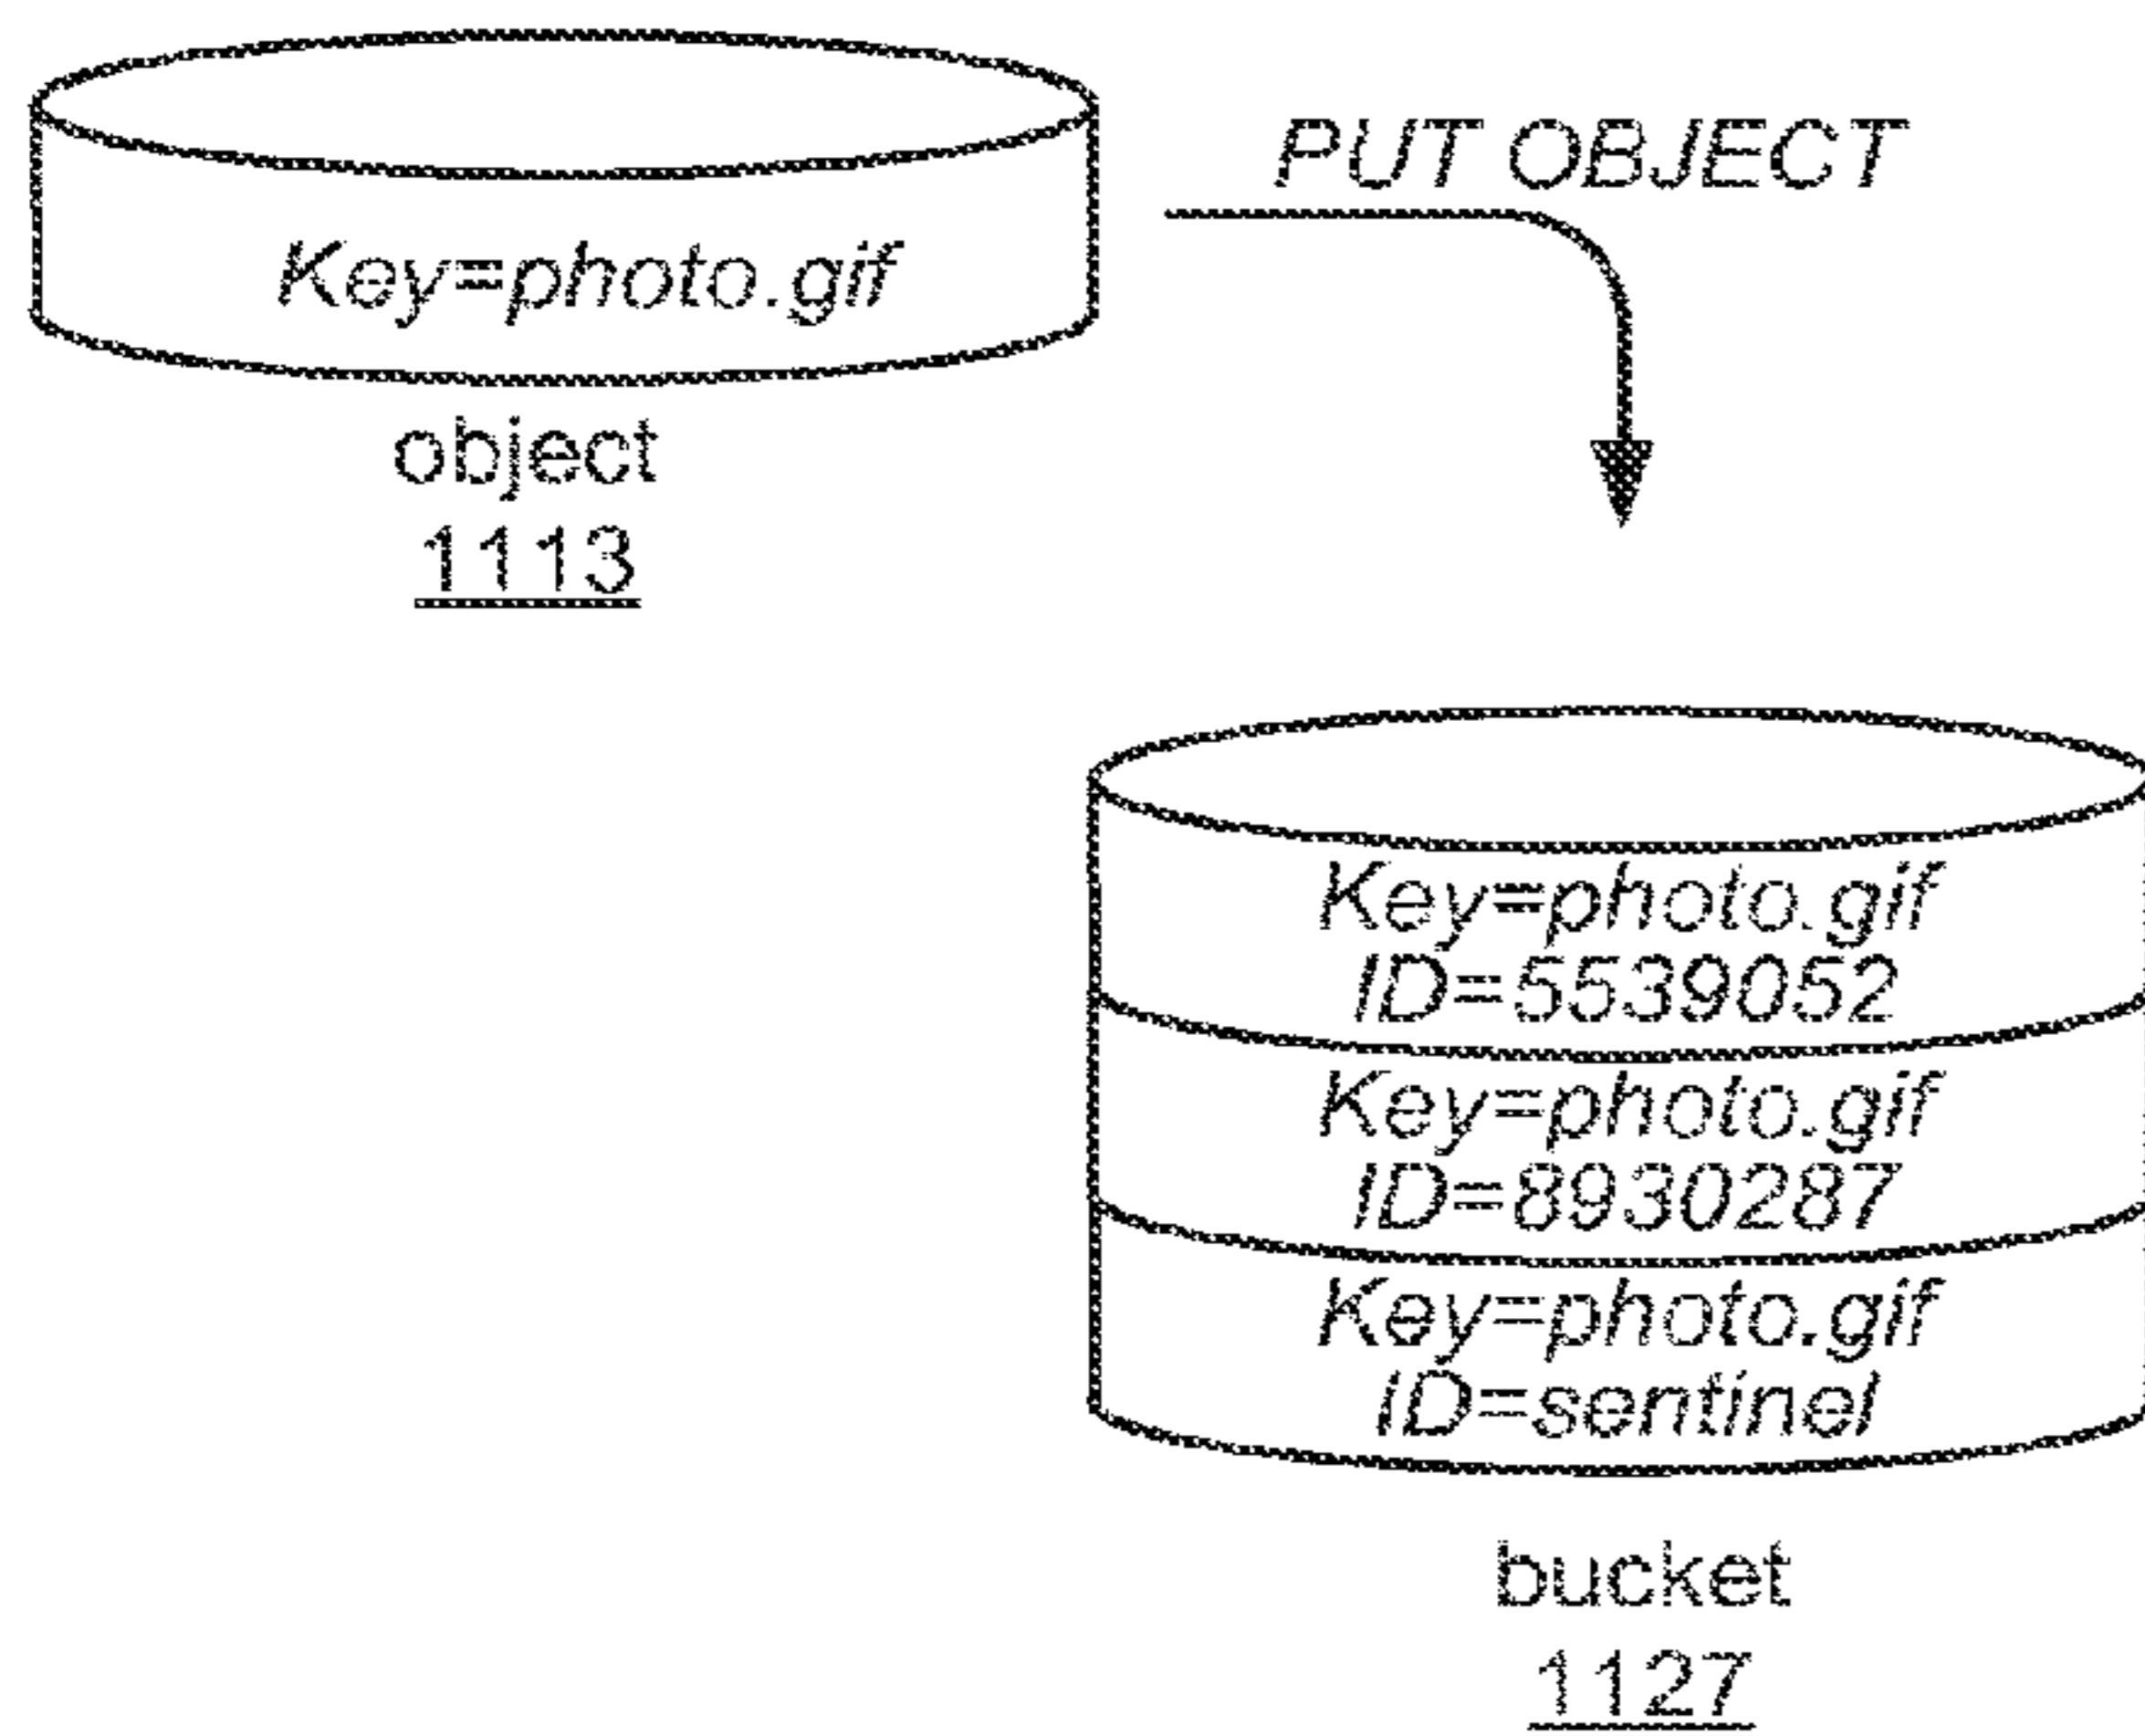 PUT OBJECT
Key=photo.gif
object
1113
Key=photo.gif
ID=5539052
Key=photo.gif
ID=8930287
Key=photo.gif
ID=sentinel
bucket
1127